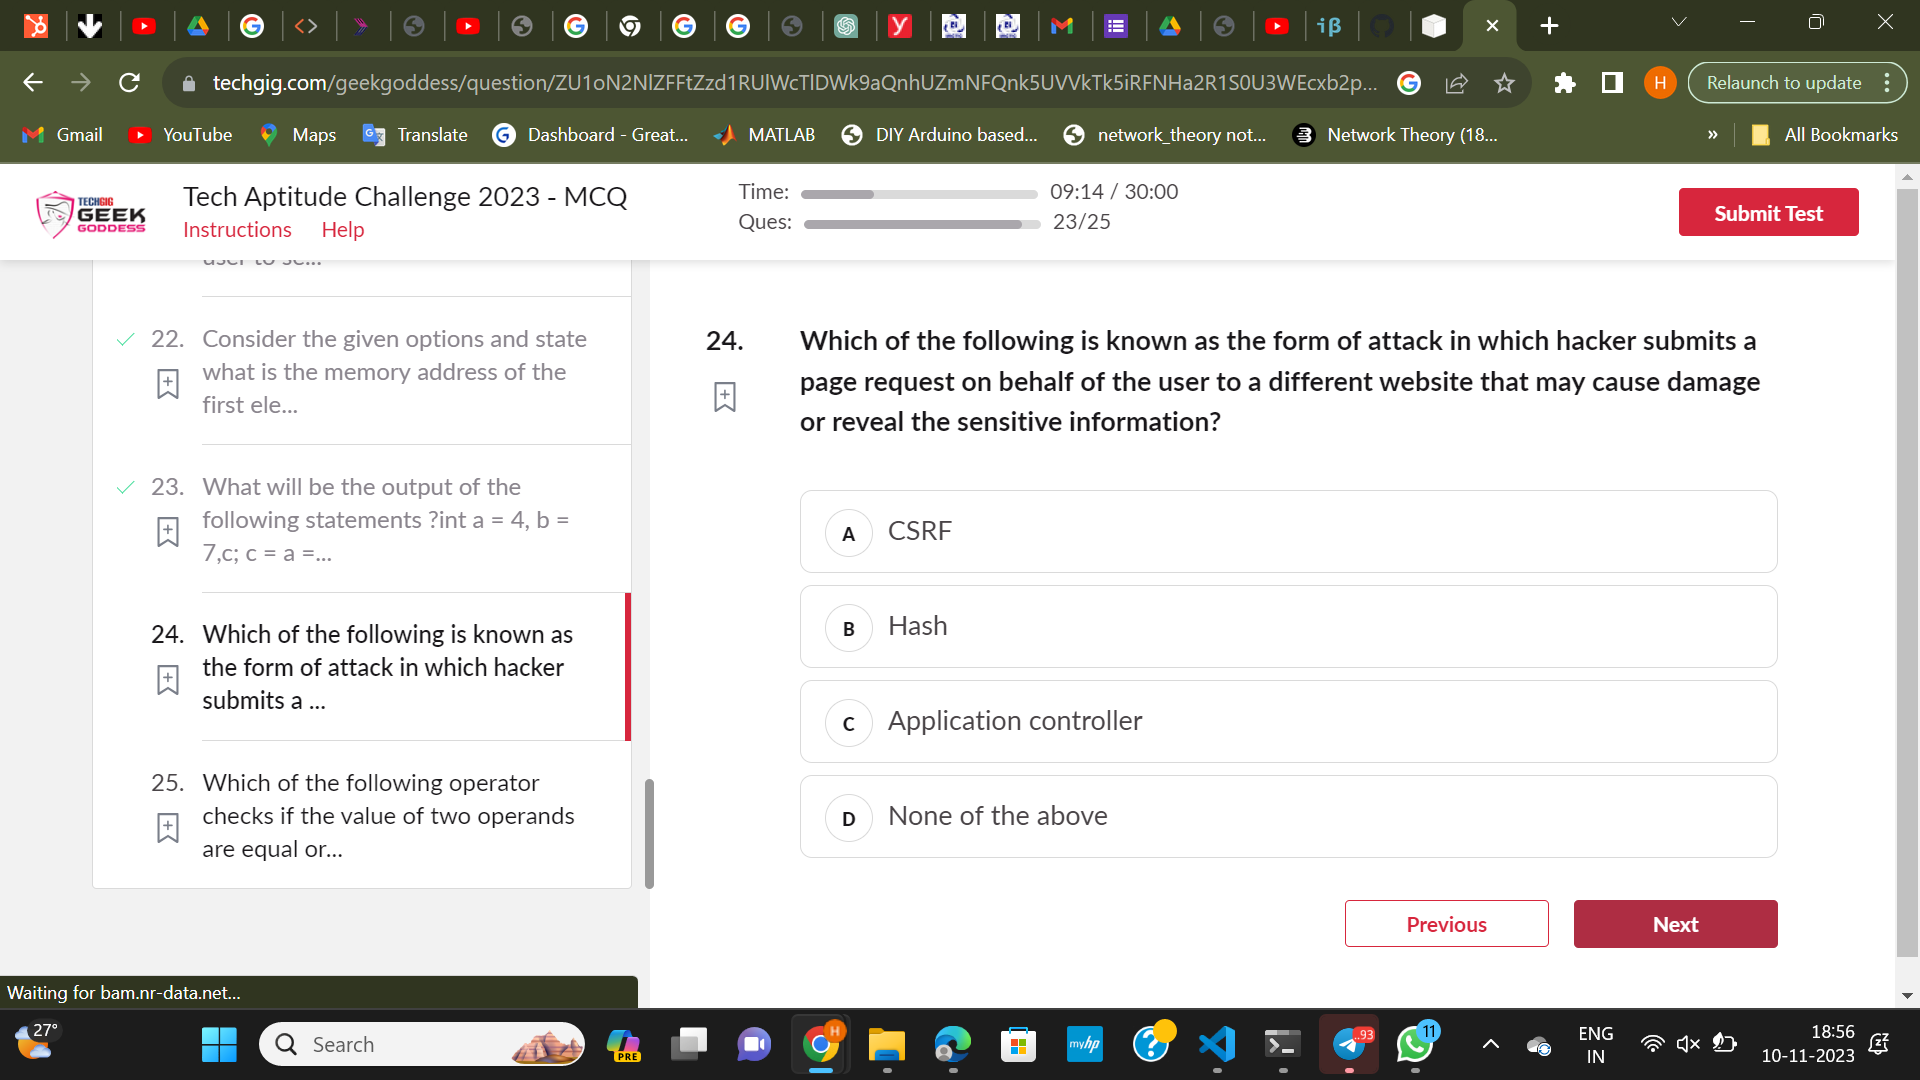 techgig.com/geekgoddess/question/ZU1oN2NlZFFtZzd1RUlWcTlDWk9aQnhUZmNFQnk5UVVkTk5iRFNHa2R1S0U3WEcxb2p...
H
Relaunch to update
Gmail
YouTube
Maps
Translate
Dashboard - Great...
MATLAB
DIY Arduino based...
network_theory not...
Network Theory (18...
»
All Bookmarks
TECHGIG
GEEK
GODDESS
Tech Aptitude Challenge 2023 - MCQ
Instructions Help
Time: 09:14 / 30:00
Ques: 23/25
Submit Test
user to se...
22. Consider the given options and state
what is the memory address of the
first ele...
23. What will be the output of the
following statements ?int a = 4, b =
7,c; c = a =...
24. Which of the following is known as
the form of attack in which hacker
submits a ...
25. Which of the following operator
checks if the value of two operands
are equal or...
24. Which of the following is known as the form of attack in which hacker submits a
page request on behalf of the user to a different website that may cause damage
or reveal the sensitive information?
A CSRF
B Hash
C Application controller
D None of the above
Previous
Next
Waiting for bam.nr-data.net...
27°
Search
PRE
H
myhp
93
11
ENG
IN
18:56
10-11-2023